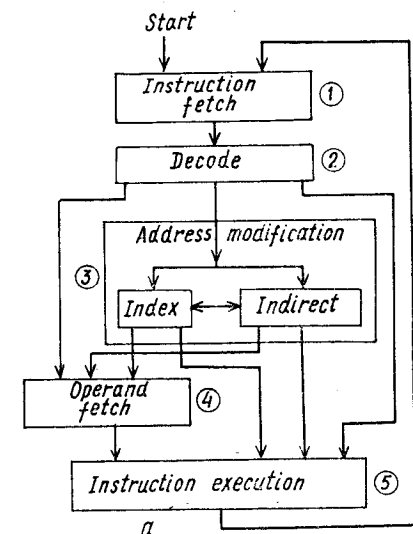 Start
Instruction
fetch
①
Decode
②
Address modification
③
Index
Indirect
Operand
fetch
④
Instruction execution
⑤
a